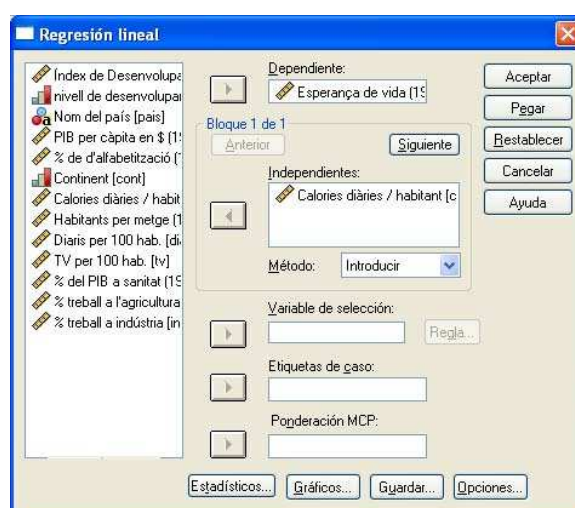 Regresión lineal
Índex de Desenvolupa
nivell de desenvolupar
Nom del país [pais]
PIB per càpita en $ (1
% de d'alfabetització (
Continent [cont]
Calories diàries / habit
Habitants per metge (1
Diaris per 100 hab. [di
TV per 100 hab. [tv]
% del PIB a sanitat (19
% treball a l'agricultura
% treball a indústria [in
Dependiente:
Esperança de vida (19
Bloque 1 de 1
Anterior
Siguiente
Independientes:
Calories diàries / habitant [c
Método:
Introducir
Variable de selección:
Regla...
Etiquetas de caso:
Ponderación MCP:
Estadísticos...
Gráficos...
Guardar...
Opciones...
Aceptar
Pegar
Restablecer
Cancelar
Ayuda